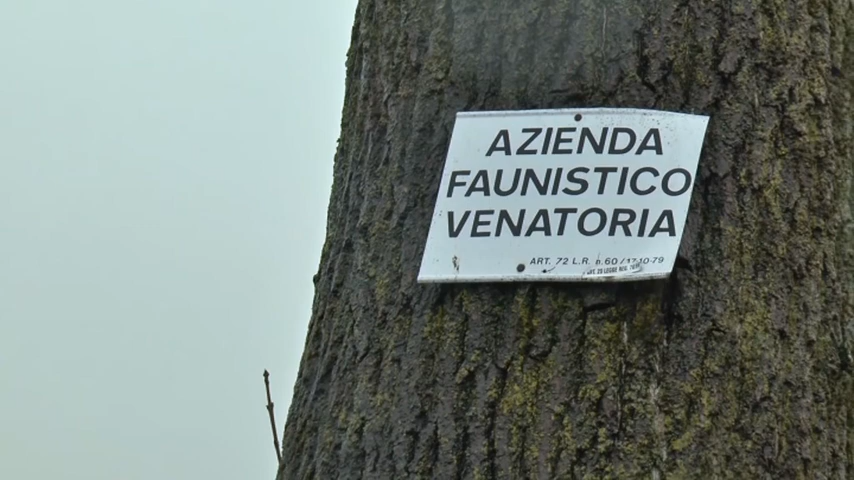 AZIENDA
FAUNISTICO
VENATORIA
ART. 72 L.R. n.60/17-10-79